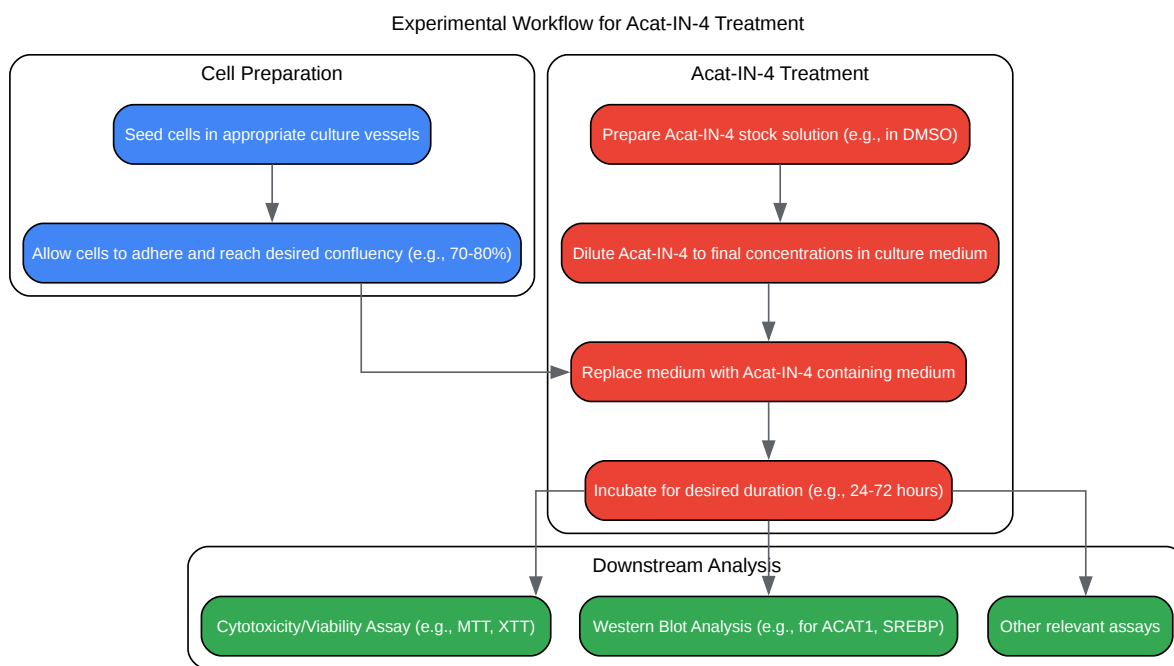 Experimental Workflow for Acat-IN-4 Treatment
Cell Preparation
Seed cells in appropriate culture vessels
Allow cells to adhere and reach desired confluency (e.g., 70-80%)
Acat-IN-4 Treatment
Prepare Acat-IN-4 stock solution (e.g., in DMSO)
Dilute Acat-IN-4 to final concentrations in culture medium
Replace medium with Acat-IN-4 containing medium
Incubate for desired duration (e.g., 24-72 hours)
Downstream Analysis
Cytotoxicity/Viability Assay (e.g., MTT, XTT)
Western Blot Analysis (e.g., for ACAT1, SREBP)
Other relevant assays